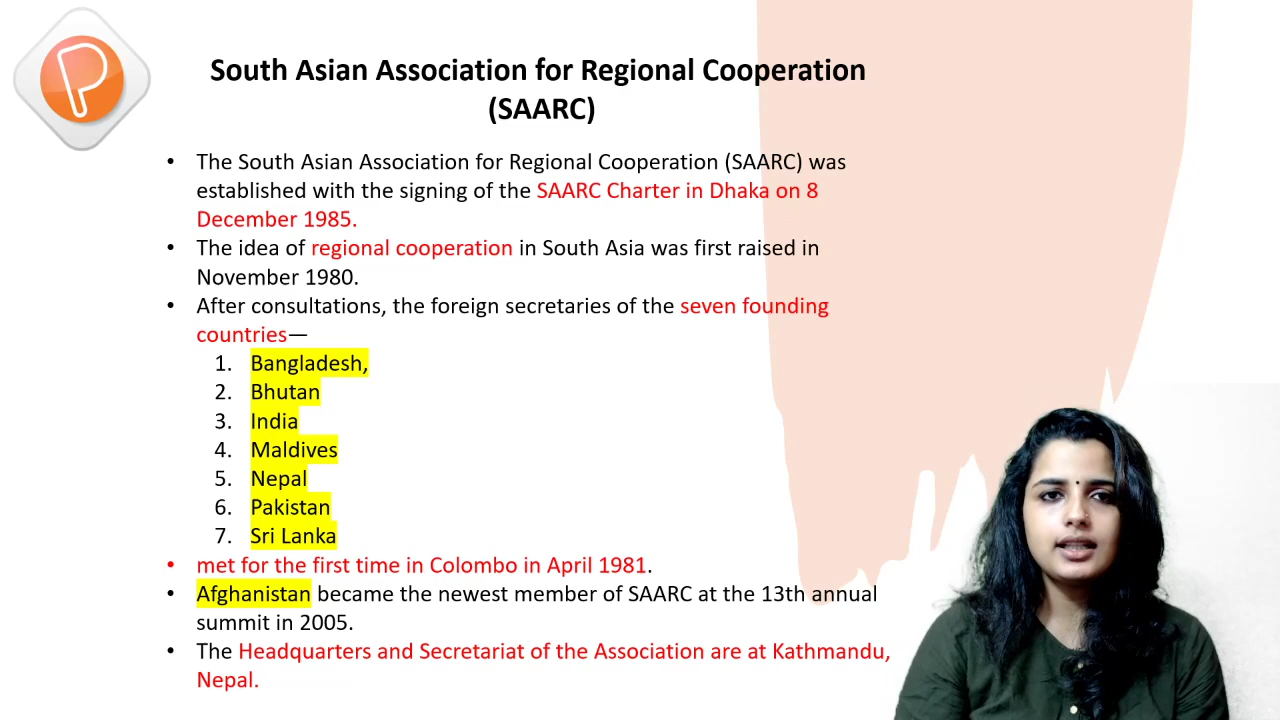 P
South Asian Association for Regional Cooperation
(SAARC)
• The South Asian Association for Regional Cooperation (SAARC) was
established with the signing of the SAARC Charter in Dhaka on 8
December 1985.
• The idea of regional cooperation in South Asia was first raised in
November 1980.
• After consultations, the foreign secretaries of the seven founding
countries—
1. Bangladesh,
2. Bhutan
3. India
4. Maldives
5. Nepal
6. Pakistan
7. Sri Lanka
• met for the first time in Colombo in April 1981.
• Afghanistan became the newest member of SAARC at the 13th annual
summit in 2005.
• The Headquarters and Secretariat of the Association are at Kathmandu,
Nepal.